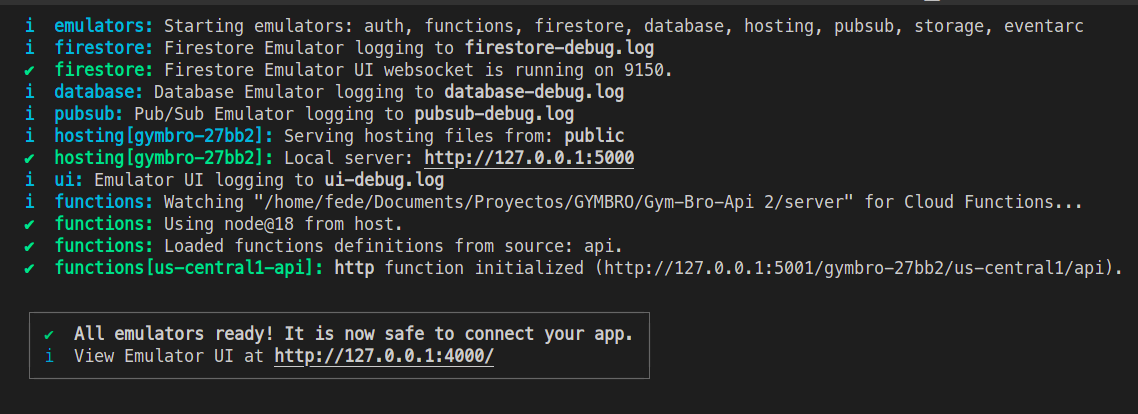 i emulators: Starting emulators: auth, functions, firestore, database, hosting, pubsub, storage, eventarc
i firestore: Firestore Emulator logging to firestore-debug.log
✔ firestore: Firestore Emulator UI websocket is running on 9150.
i database: Database Emulator logging to database-debug.log
i pubsub: Pub/Sub Emulator logging to pubsub-debug.log
i hosting[gymbro-27bb2]: Serving hosting files from: public
✔ hosting[gymbro-27bb2]: Local server: http://127.0.0.1:5000
i ui: Emulator UI logging to ui-debug.log
i functions: Watching "/home/fede/Documents/Proyectos/GYMBRO/Gym-Bro-Api 2/server" for Cloud Functions...
✔ functions: Using node@18 from host.
✔ functions: Loaded functions definitions from source: api.
✔ functions[us-central1-api]: http function initialized (http://127.0.0.1:5001/gymbro-27bb2/us-central1/api).
✔ All emulators ready! It is now safe to connect your app.
i View Emulator UI at http://127.0.0.1:4000/